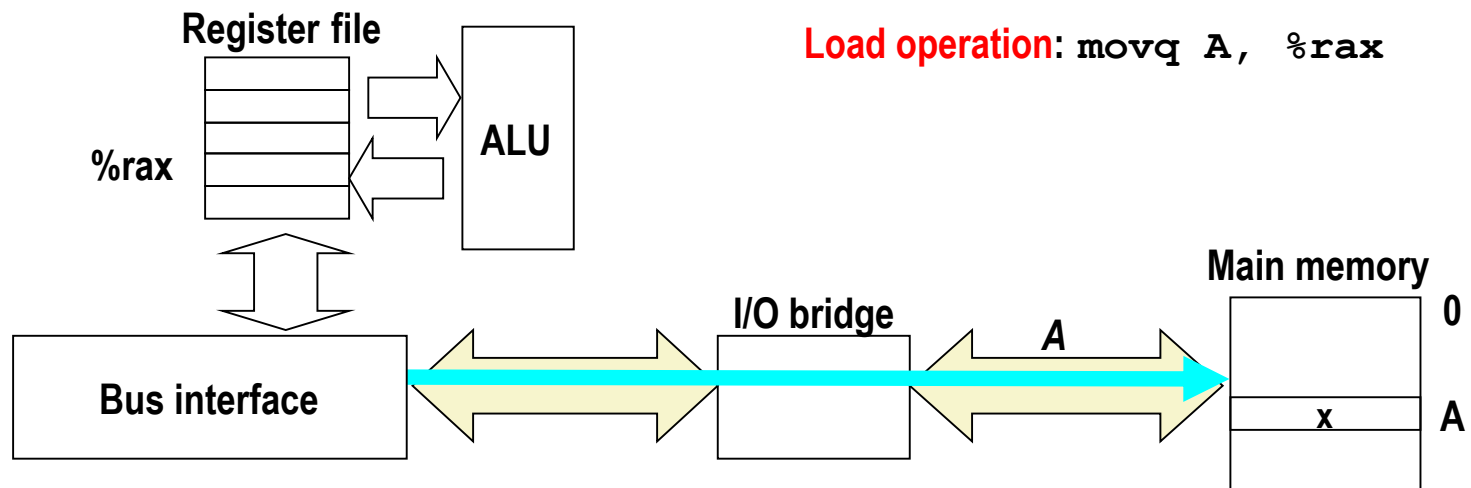 Register file
Load operation: movq A, %rax
ALU
%rax
Main memory
0
I/O bridge
A
Bus interface
x
A